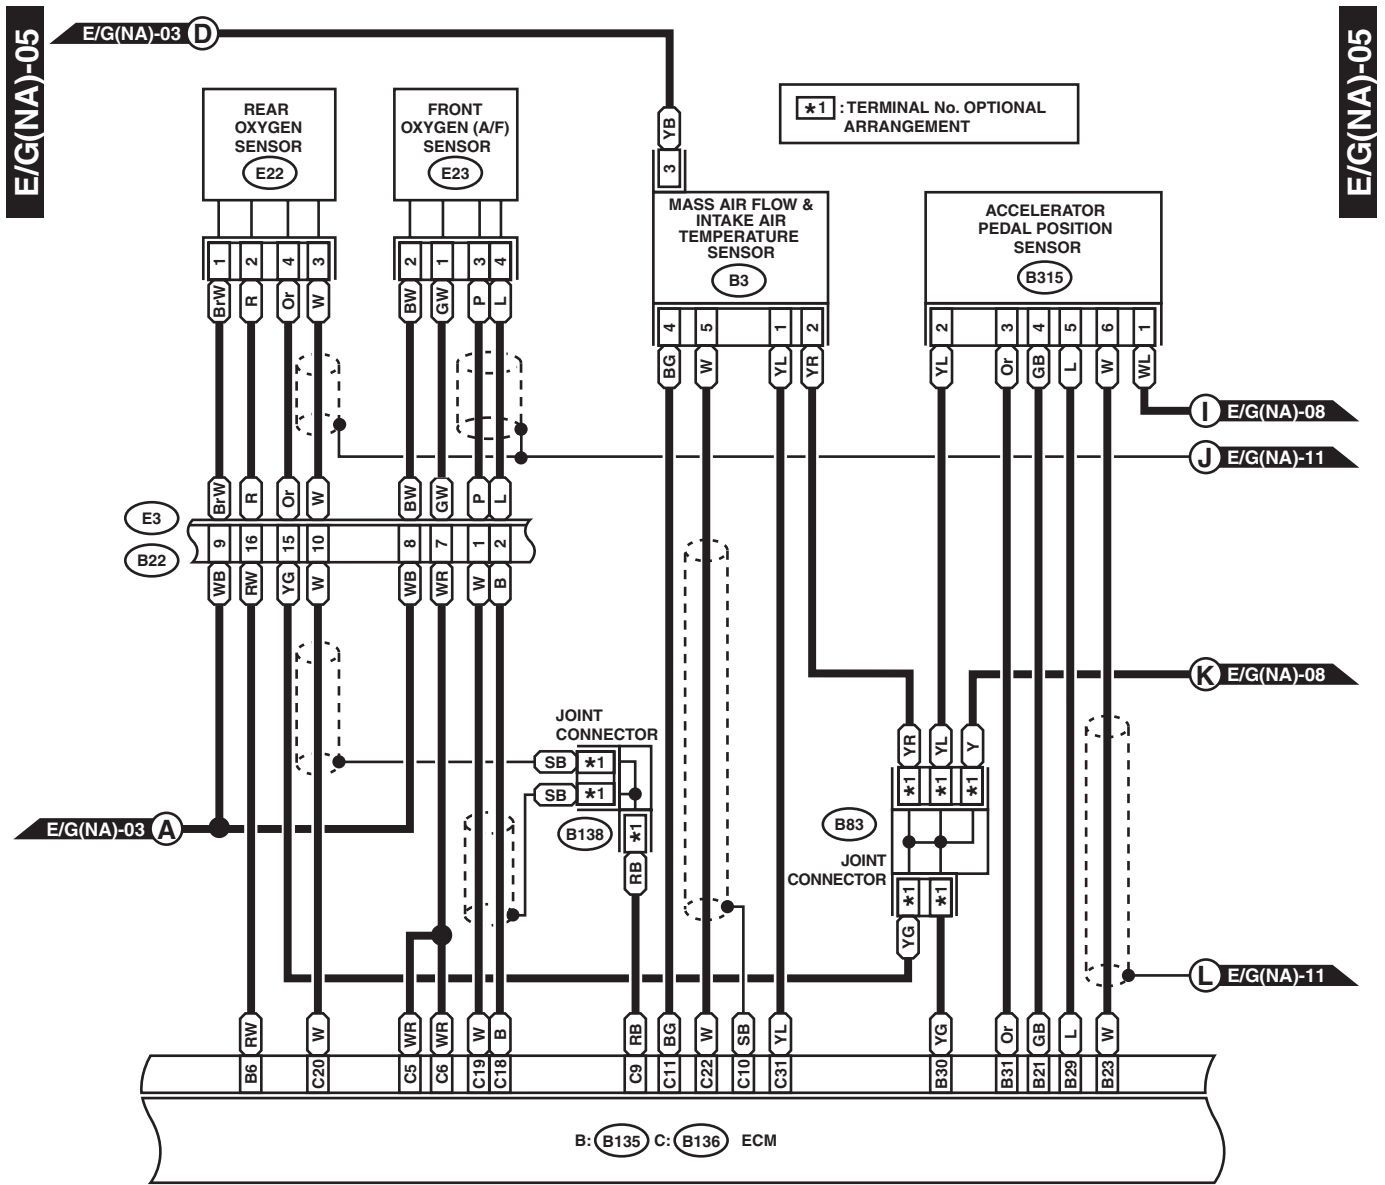 E/G(NA)-05
E/G(NA)-03 D
E/G(NA)-05
REAR
OXYGEN
SENSOR
E22
FRONT
OXYGEN (A/F)
SENSOR
E23
YB
3
*1 : TERMINAL No. OPTIONAL
ARRANGEMENT
MASS AIR FLOW &
INTAKE AIR
TEMPERATURE
SENSOR
B3
ACCELERATOR
PEDAL POSITION
SENSOR
B315
1 2 4 3
2 1 3 4
BrW R Or W
BW GW P L
4 5 1 2
2 3 4 5 6 1
BG W YL YR
YL Or GB L W WL
I E/G(NA)-08
J E/G(NA)-11
BrW R Or W
BW GW P L
E3
9 16 15 10
8 7 1 2
B22
WB RW YG W
WB WR W B
K E/G(NA)-08
JOINT
CONNECTOR
SB *1
SB *1
B138
*1
RB
YR YL Y
*1 *1 *1
B83
JOINT
CONNECTOR
*1 *1
YG
E/G(NA)-03 A
L E/G(NA)-11
RW W WR WR W B RB BG W SB YL YG Or GB L W
B6 C20 C5 C6 C19 C18 C9 C11 C22 C10 C31 B30 B31 B21 B29 B23
B: B135 C: B136 ECM